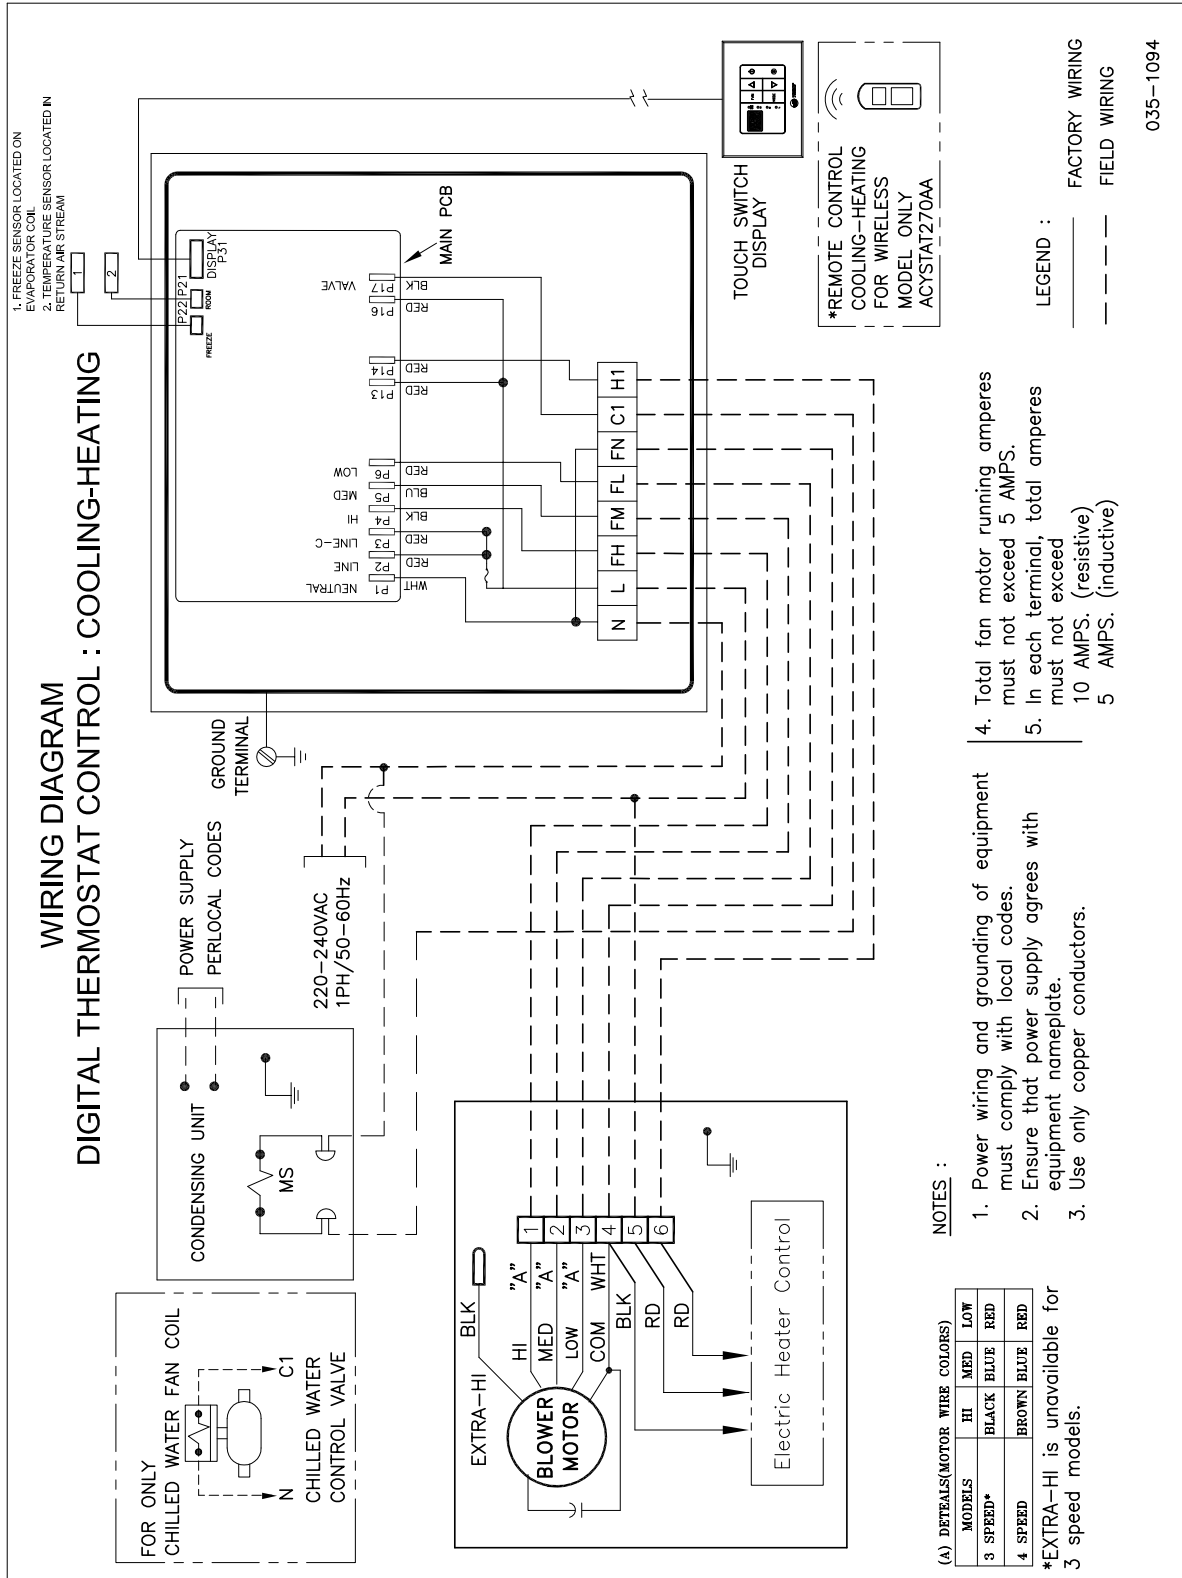 WIRING DIAGRAM
DIGITAL THERMOSTAT CONTROL : COOLING-HEATING
1. FREEZE SENSOR LOCATED ON
EVAPORATOR COIL
2. TEMPERATURE SENSOR LOCATED IN
RETURN AIR STREAM
1
2
P22
P21
FREEZE
ROOM
DISPLAY
P31
MAIN PCB
NEUTRAL
LINE
LINE-C
HI
MED
LOW
VALVE
P1
P2
P3
P4
P5
P6
P13
P14
P16
P17
WHT
RED
RED
BLK
BLU
RED
RED
RED
RED
BLK
N
L
FH
FM
FL
FN
C1
H1
GROUND
TERMINAL
TOUCH SWITCH
DISPLAY
*REMOTE CONTROL
COOLING-HEATING
FOR WIRELESS
MODEL ONLY
ACYSTAT270AA
POWER SUPPLY
PERLOCAL CODES
220-240VAC
1PH/50-60Hz
CONDENSING UNIT
MS
FOR ONLY
CHILLED WATER FAN COIL
N
C1
CHILLED WATER
CONTROL VALVE
BLK
EXTRA-HI
BLOWER
MOTOR
HI
"A"
MED
"A"
LOW
"A"
COM
WHT
BLK
RD
RD
1
2
3
4
5
6
Electric Heater Control
LEGEND :
FACTORY WIRING
FIELD WIRING
NOTES :
1. Power wiring and grounding of equipment
must comply with local codes.
2. Ensure that power supply agrees with
equipment nameplate.
3. Use only copper conductors.
4. Total fan motor running amperes
must not exceed 5 AMPS.
5. In each terminal, total amperes
must not exceed
10 AMPS. (resistive)
5 AMPS. (inductive)
(A) DETEALS(MOTOR WIRE COLORS)
MODELS HI MED LOW
3 SPEED* BLACK BLUE RED
4 SPEED BROWN BLUE RED
*EXTRA-HI is unavailable for
3 speed models.
035-1094